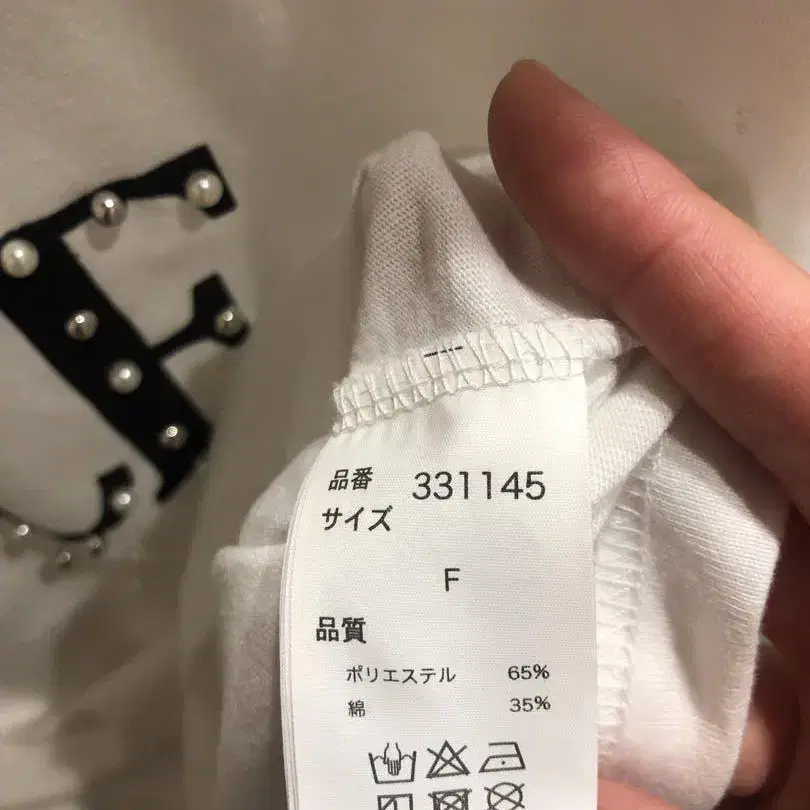 品番 331145
サイズ
F
品質
ポリエステル 65%
綿 35%